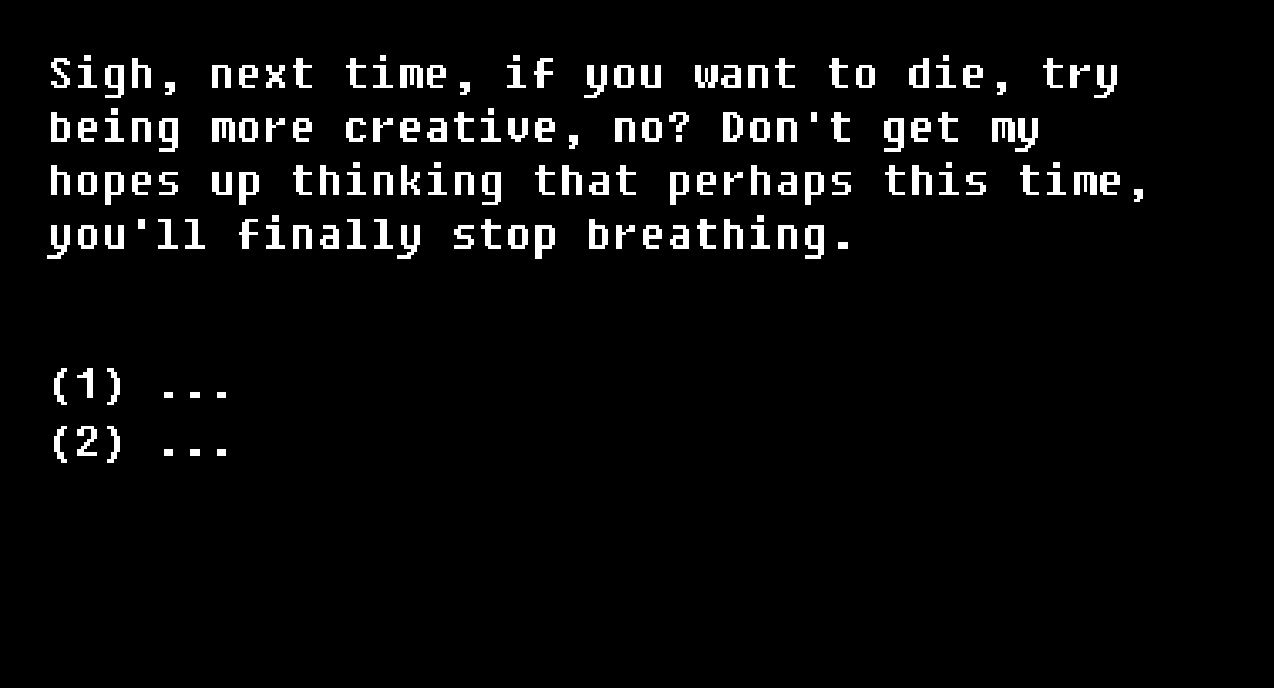 Sigh, next time, if you want to die, try
being more creative, no? Don't get my
hopes up thinking that perhaps this time,
you'll finally stop breathing.
(1) ...
(2) ...